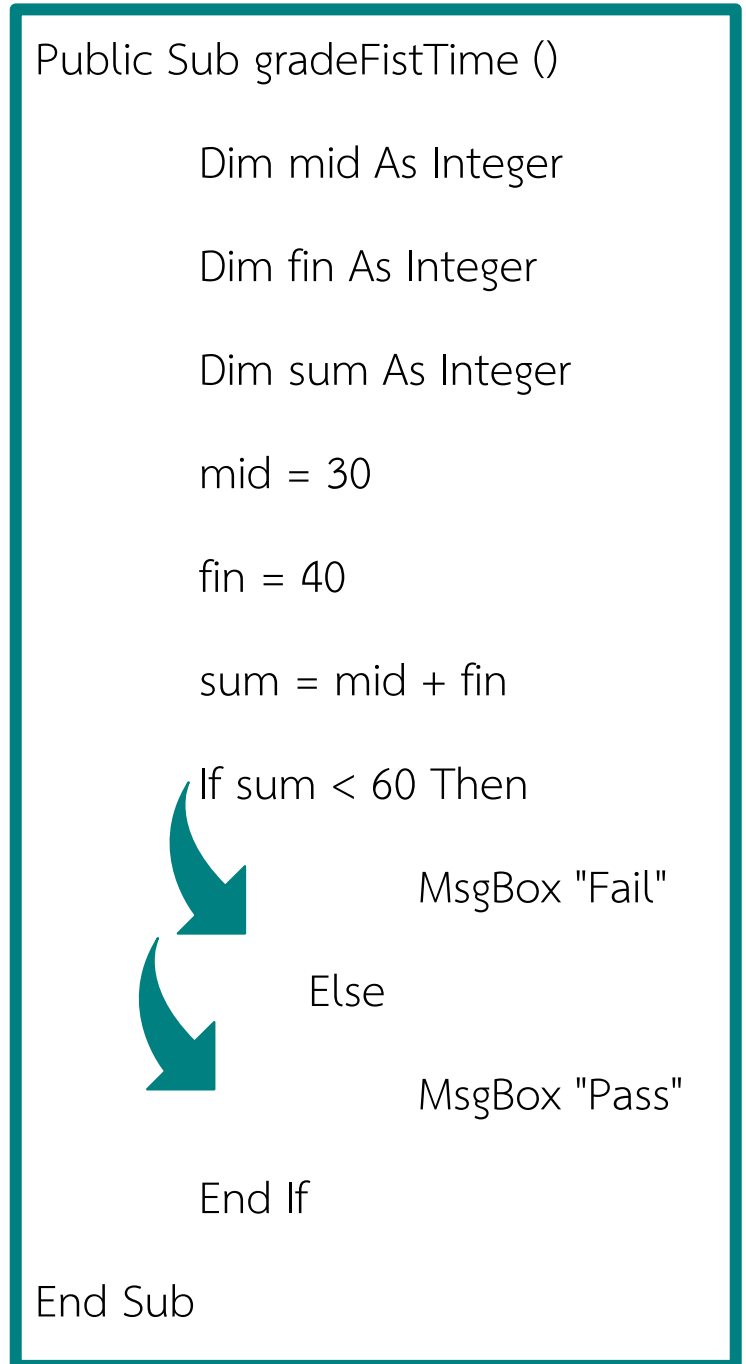 Public Sub gradeFistTime ()
Dim mid As Integer
Dim fin As Integer
Dim sum As Integer
mid = 30
fin = 40
sum = mid + fin
If sum < 60 Then
MsgBox "Fail"
Else
MsgBox "Pass"
End If
End Sub